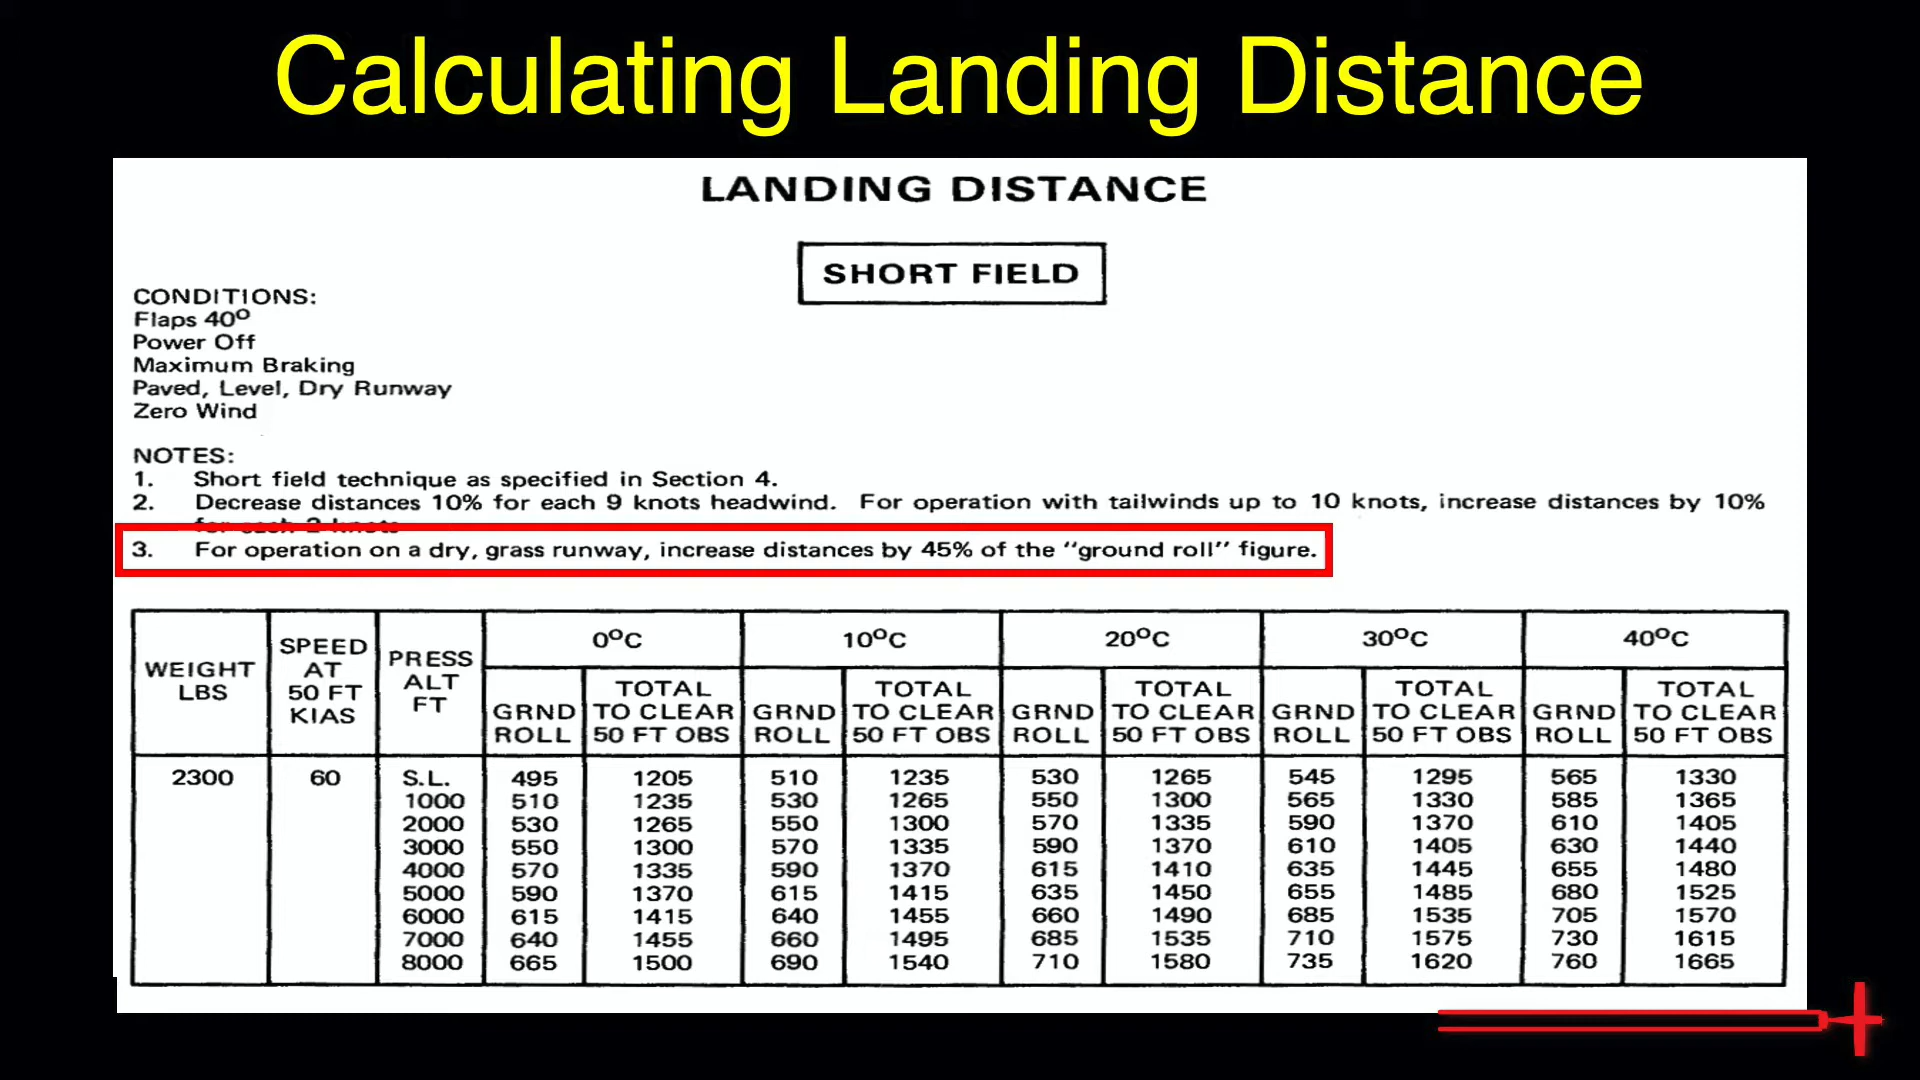 Calculating Landing Distance
LANDING DISTANCE
SHORT FIELD
CONDITIONS:
Flaps 40°
Power Off
Maximum Braking
Paved, Level, Dry Runway
Zero Wind
NOTES:
1. Short field technique as specified in Section 4.
2. Decrease distances 10% for each 9 knots headwind. For operation with tailwinds up to 10 knots, increase distances by 10%
for each 2 knots.
3. For operation on a dry, grass runway, increase distances by 45% of the "ground roll" figure.
WEIGHT LBS SPEED AT 50 FT KIAS PRESS ALT FT 0°C 10°C 20°C 30°C 40°C
GRND ROLL TOTAL TO CLEAR 50 FT OBS GRND ROLL TOTAL TO CLEAR 50 FT OBS GRND ROLL TOTAL TO CLEAR 50 FT OBS GRND ROLL TOTAL TO CLEAR 50 FT OBS GRND ROLL TOTAL TO CLEAR 50 FT OBS
2300 60 S.L. 495 1205 510 1235 530 1265 545 1295 565 1330
1000 510 1235 530 1265 550 1300 565 1330 585 1365
2000 530 1265 550 1300 570 1335 590 1370 610 1405
3000 550 1300 570 1335 590 1370 610 1405 630 1440
4000 570 1335 590 1370 615 1410 635 1445 655 1480
5000 590 1370 615 1415 635 1450 655 1485 680 1525
6000 615 1415 640 1455 660 1490 685 1535 705 1570
7000 640 1455 660 1495 685 1535 710 1575 730 1615
8000 665 1500 690 1540 710 1580 735 1620 760 1665